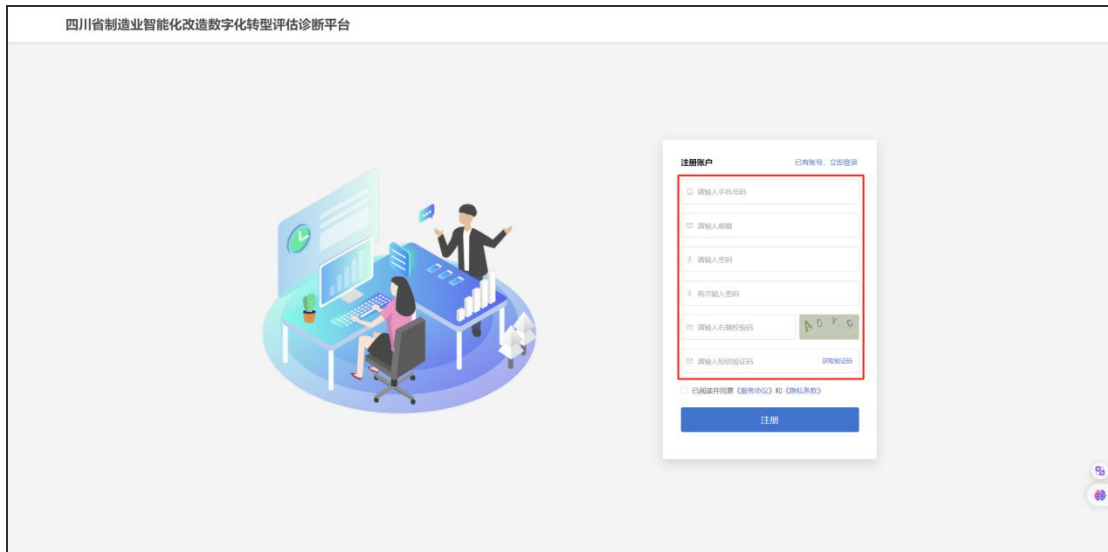 四川省制造业智能化改造数字化转型评估诊断平台
注册账户 已有账号，立即登录
请输入手机号码
请输入邮箱
请输入密码
再次输入密码
请输入右侧校验码
请输入短信验证码 获取验证码
已阅读并同意《服务协议》和《隐私条款》
注册